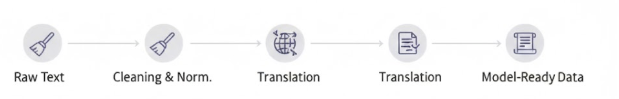 Raw Text
Cleaning & Norm.
Translation
Translation
Model-Ready Data